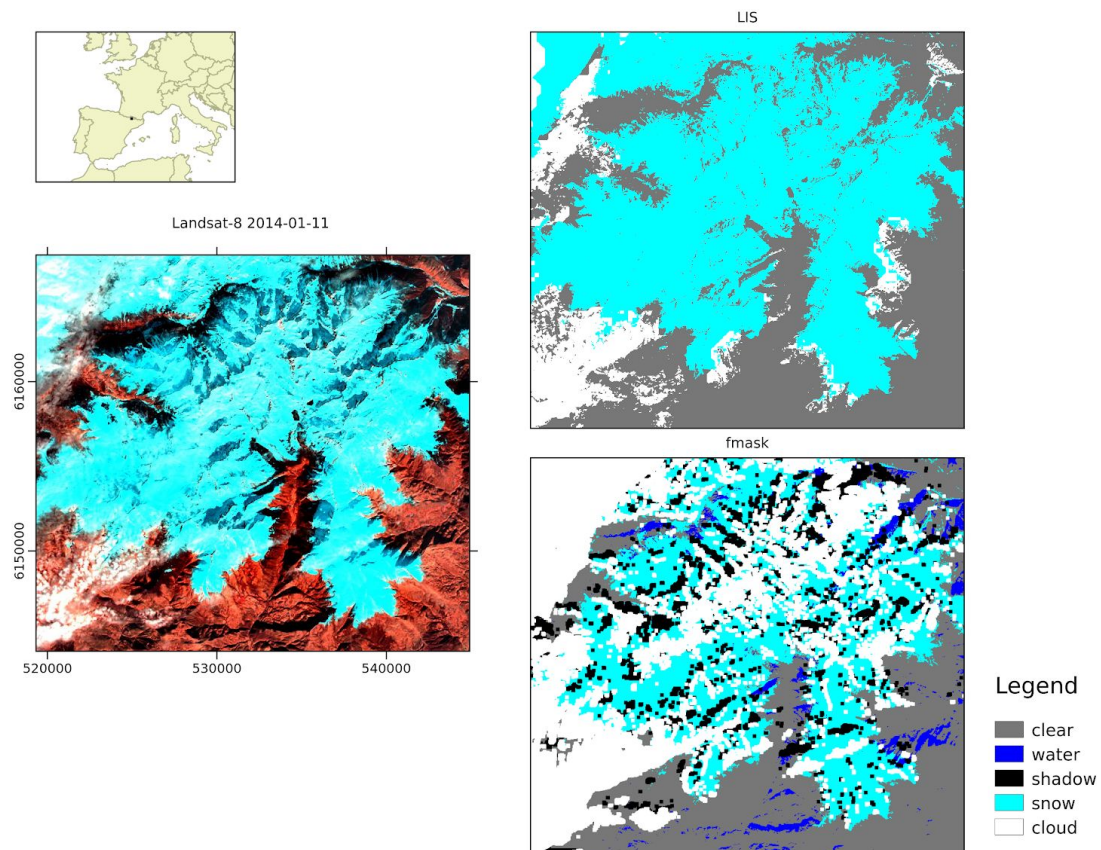 LIS
Landsat-8 2014-01-11
6160000
6150000
520000
530000
540000
fmask
Legend
clear
water
shadow
snow
cloud